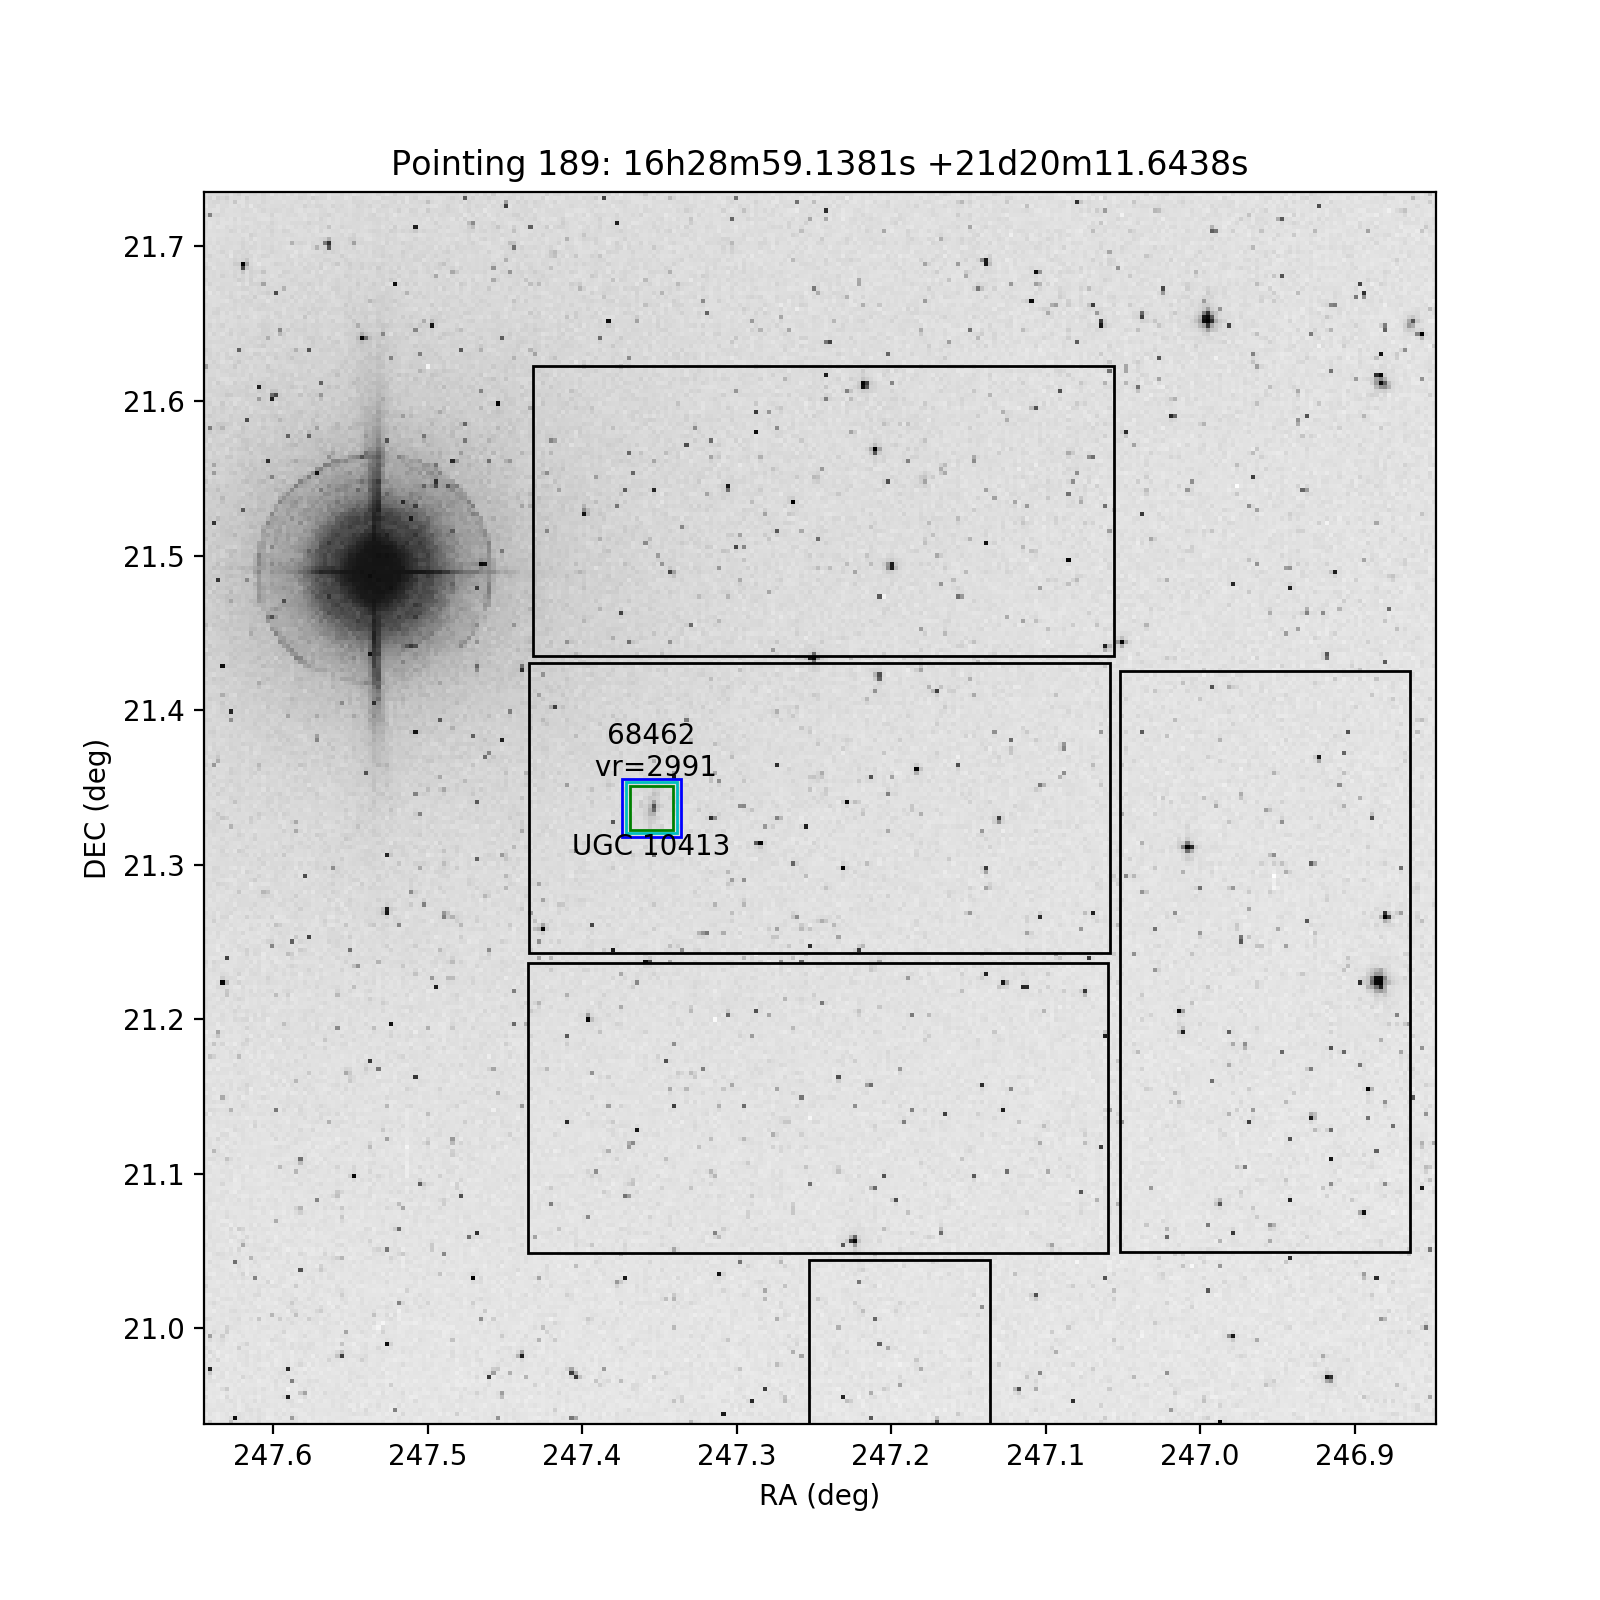 Pointing 189: 16h28m59.1381s +21d20m11.6438s
21.7
21.6
21.5
21.4
21.3
21.2
21.1
21.0
DEC (deg)
68462
vr=2991
UGC 10413
247.6 247.5 247.4 247.3 247.2 247.1 247.0 246.9
RA (deg)